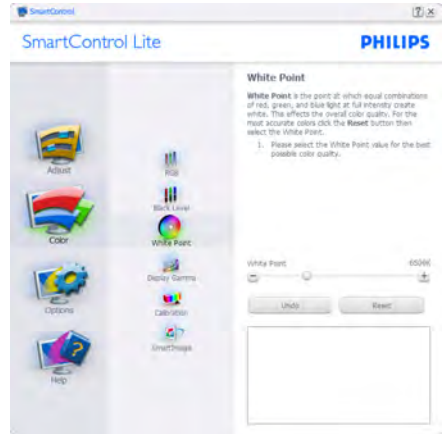 SmartControl
SmartControl Lite
PHILIPS
Adjust
Color
Options
Help
RGB
Black Level
White Point
Display Gamma
Calibration
SmartImage
White Point
White Point is the point at which equal combinations
of red, green, and blue light at full intensity create
white. This effects the overall color quality. For the
most accurate colors click the Reset button then
select the White Point.
1. Please select the White Point value for the best
possible color quality.
White Point 6500K
Undo Reset